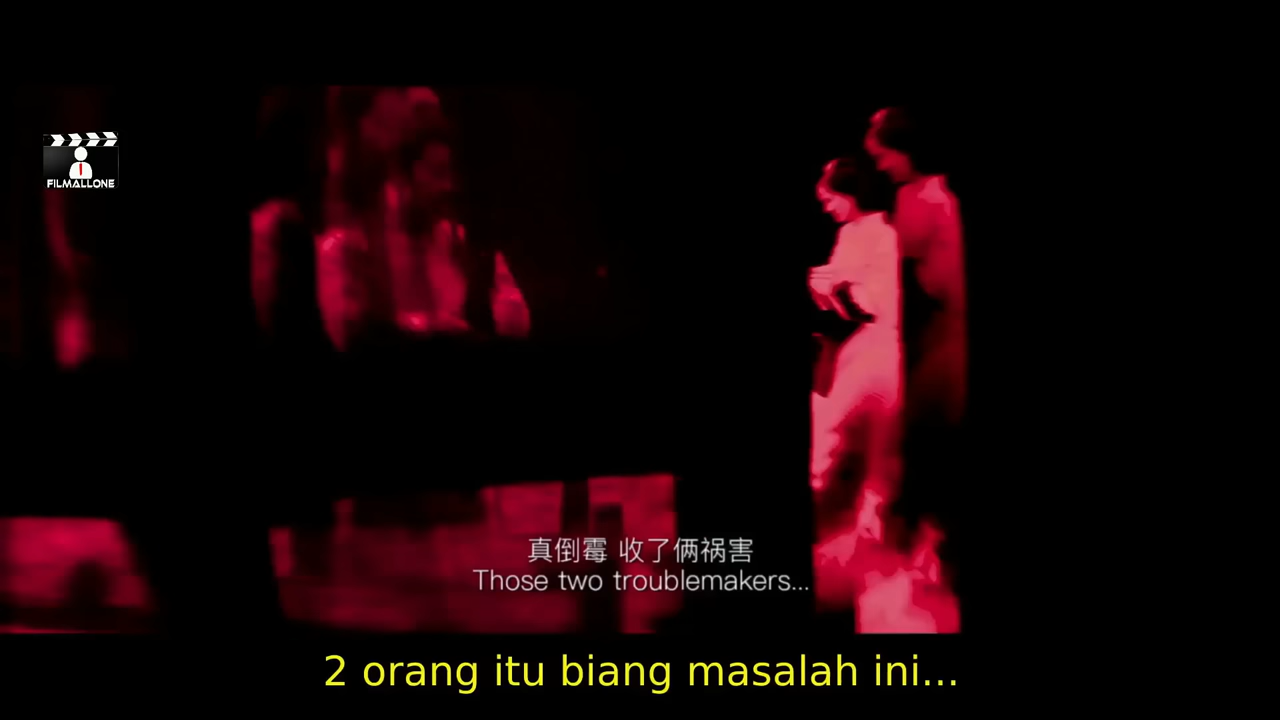 FILMALLONE
真倒霉 收了俩祸害
Those two troublemakers...
2 orang itu biang masalah ini...